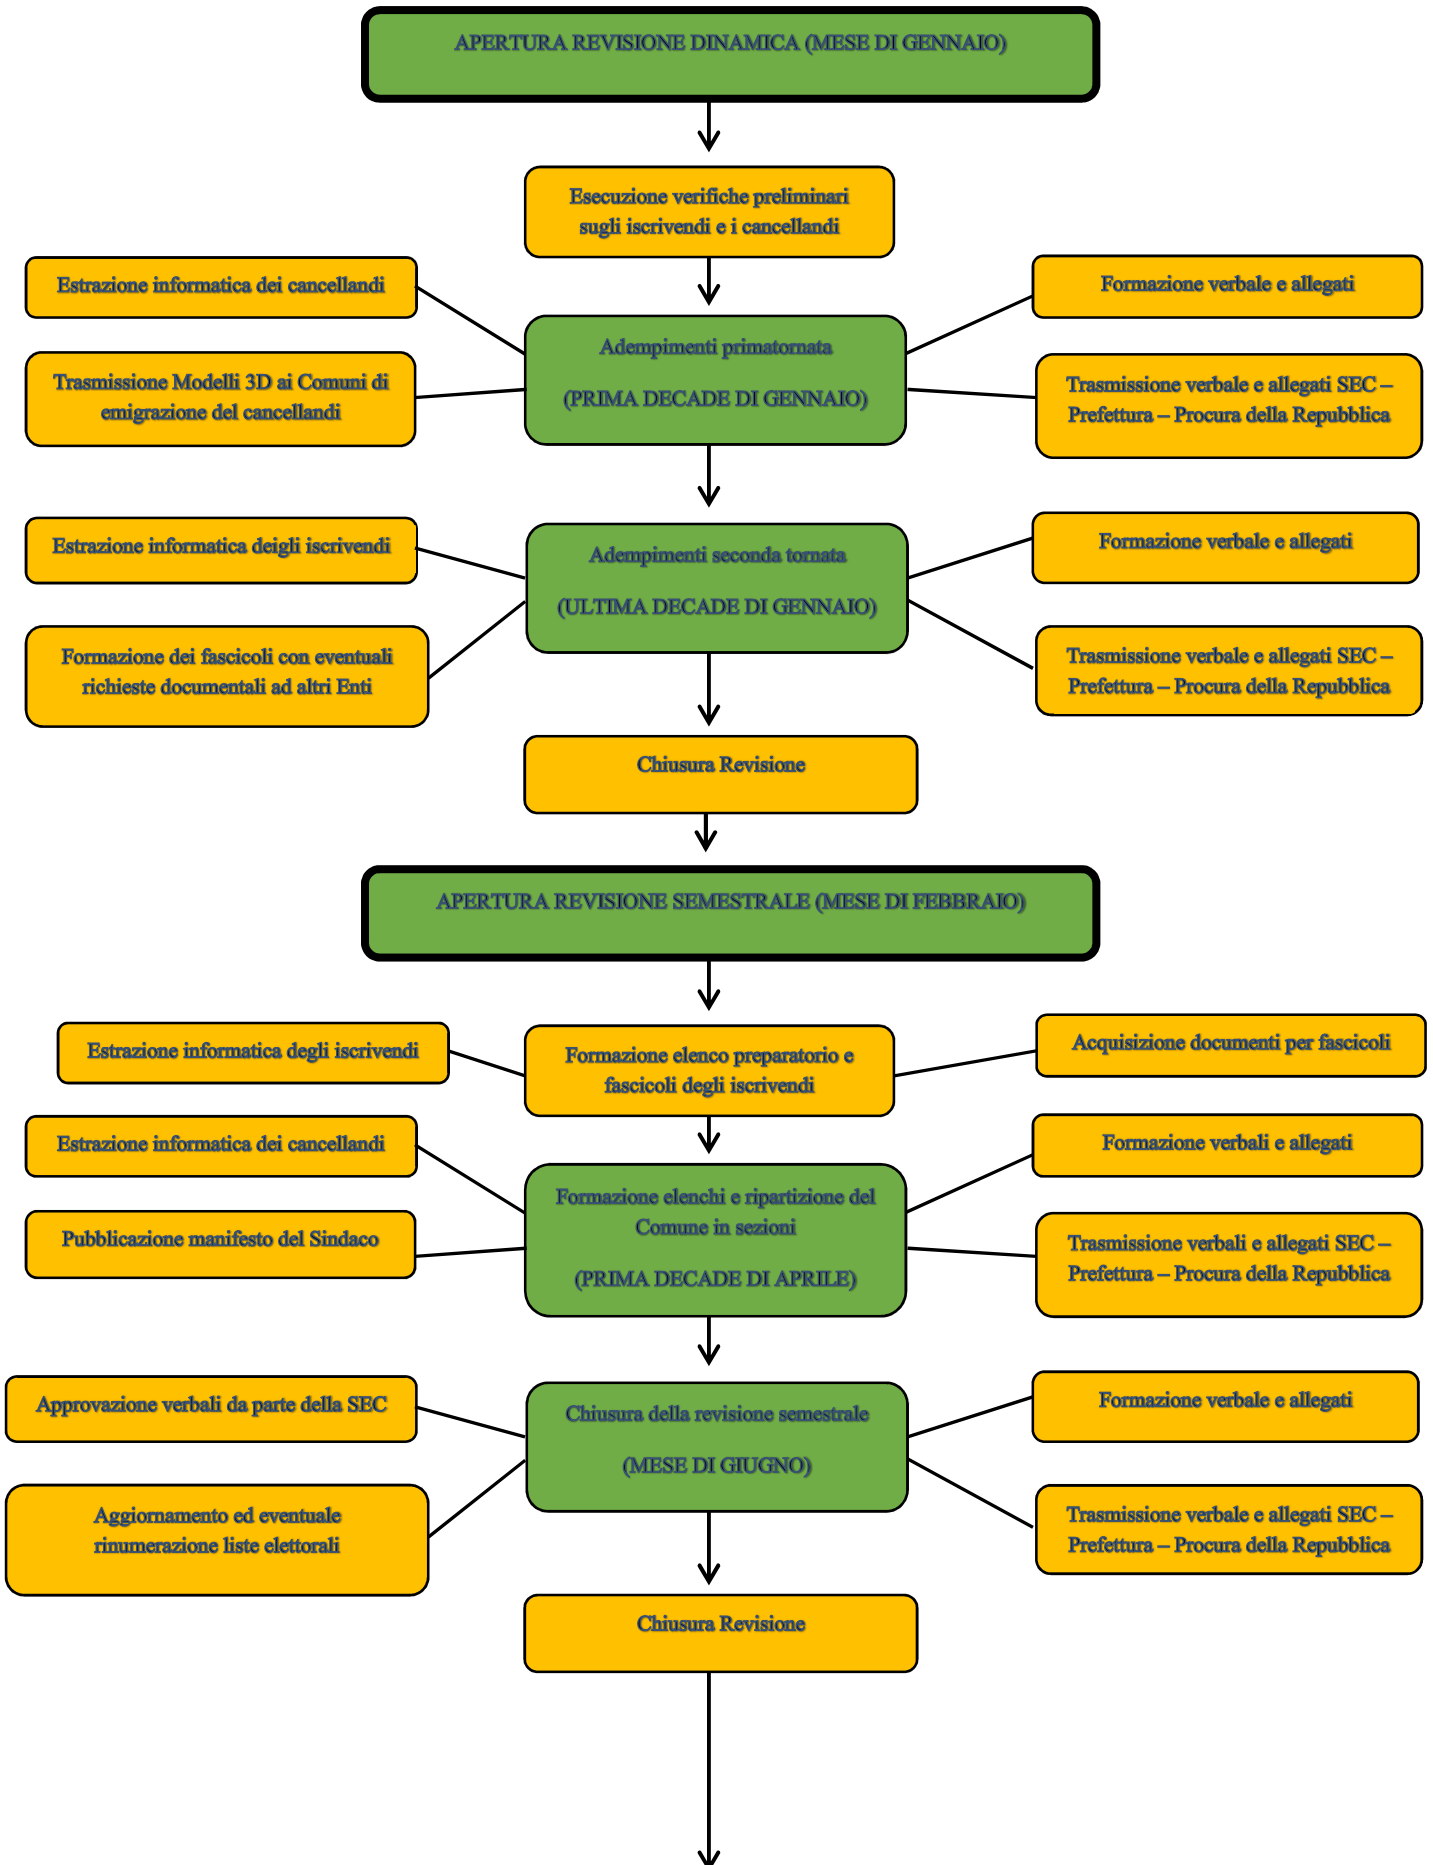 APERTURA REVISIONE DINAMICA (MESE DI GENNAIO)
Esecuzione verifiche preliminari
sugli iscrivendi e i cancellandi
Estrazione informatica dei cancellandi
Formazione verbale e allegati
Adempimenti primatornata
(PRIMA DECADE DI GENNAIO)
Trasmissione Modelli 3D ai Comuni di
emigrazione del cancellandi
Trasmissione verbale e allegati SEC –
Prefettura – Procura della Repubblica
Estrazione informatica deigli iscrivendi
Formazione verbale e allegati
Adempimenti seconda tornata
(ULTIMA DECADE DI GENNAIO)
Formazione dei fascicoli con eventuali
richieste documentali ad altri Enti
Trasmissione verbale e allegati SEC –
Prefettura – Procura della Repubblica
Chiusura Revisione
APERTURA REVISIONE SEMESTRALE (MESE DI FEBBRAIO)
Estrazione informatica degli iscrivendi
Formazione elenco preparatorio e
fascicoli degli iscrivendi
Acquisizione documenti per fascicoli
Estrazione informatica dei cancellandi
Formazione verbali e allegati
Formazione elenchi e ripartizione del
Comune in sezioni
(PRIMA DECADE DI APRILE)
Pubblicazione manifesto del Sindaco
Trasmissione verbali e allegati SEC –
Prefettura – Procura della Repubblica
Approvazione verbali da parte della SEC
Formazione verbale e allegati
Chiusura della revisione semestrale
(MESE DI GIUGNO)
Aggiornamento ed eventuale
rinumerazione liste elettorali
Trasmissione verbale e allegati SEC –
Prefettura – Procura della Repubblica
Chiusura Revisione